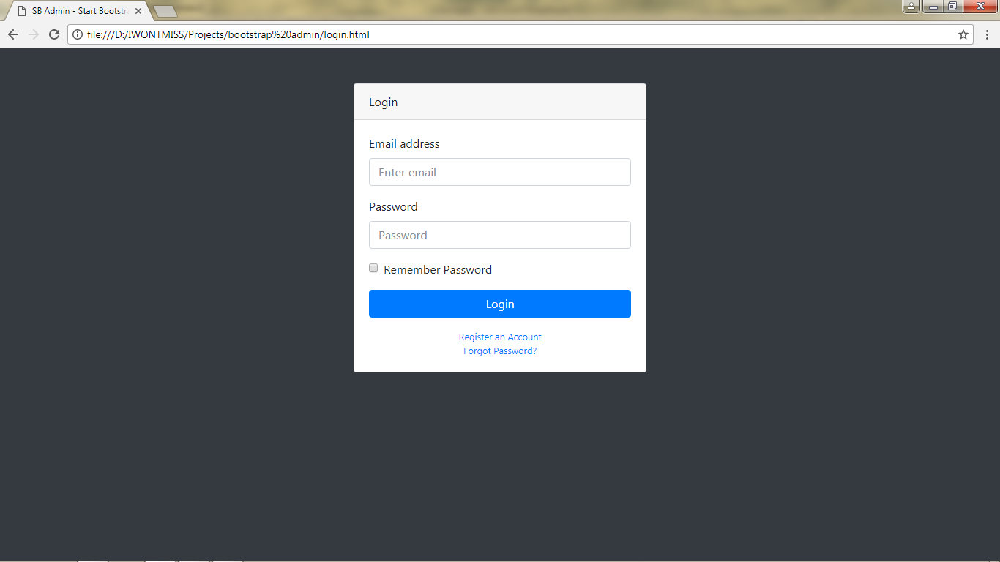 SB Admin - Start Bootstr
file:///D:/IWONTMISS/Projects/bootstrap%20admin/login.html
Login
Email address
Enter email
Password
Password
Remember Password
Login
Register an Account
Forgot Password?